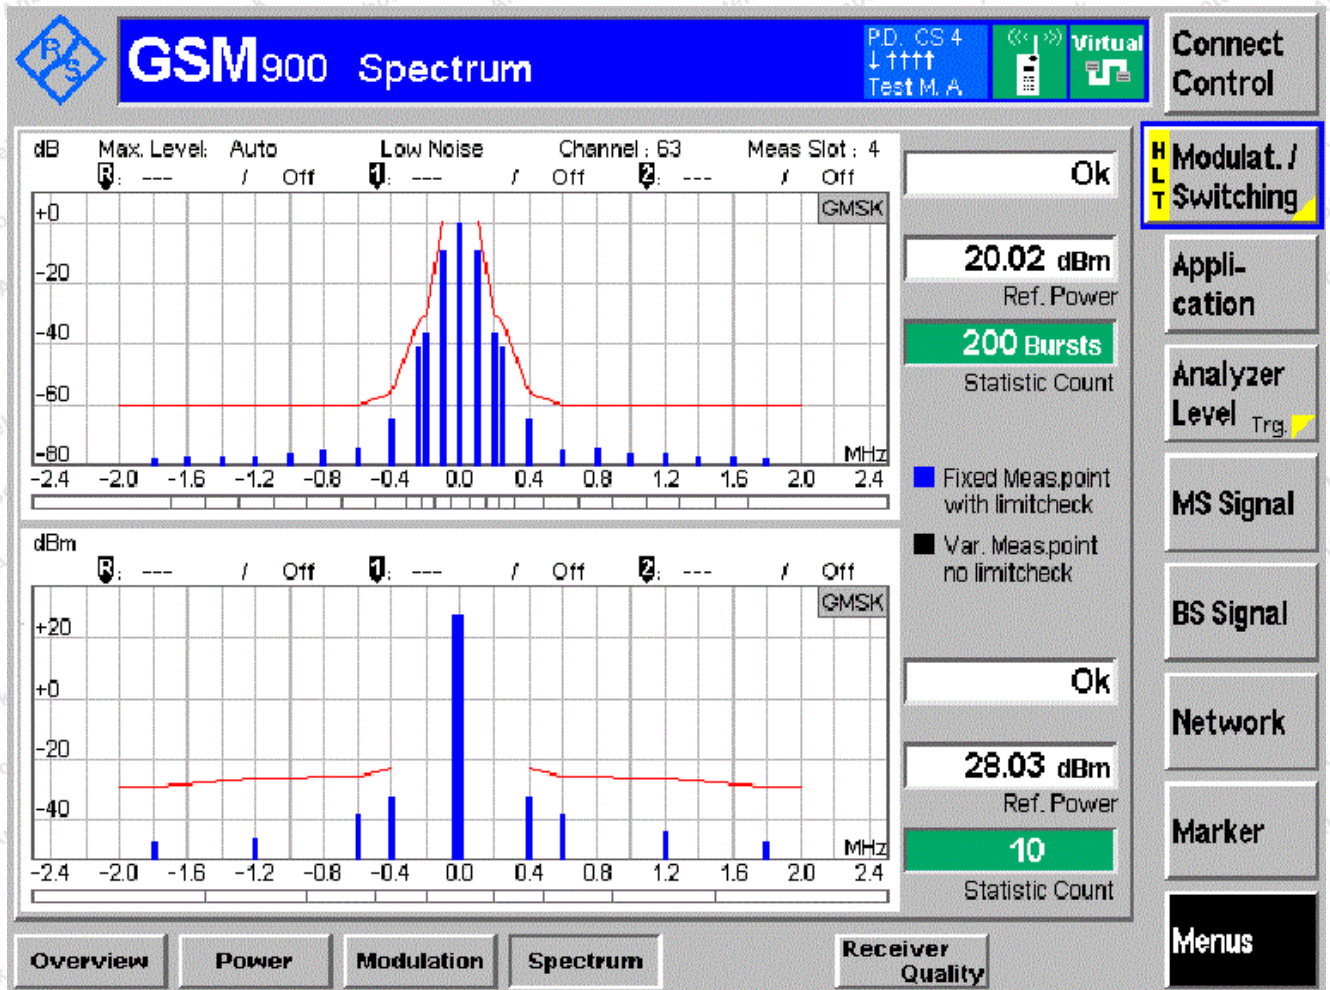 R&S
GSM900 Spectrum
P.D. CS 4
↓↑↑↑↑
Test M. A
Virtual
Connect
Control
dB Max. Level: Auto Low Noise Channel : 63 Meas Slot : 4
R: --- / Off 1: --- / Off 2: --- / Off
GMSK
+0
-20
-40
-60
-80
MHz
-2.4 -2.0 -1.6 -1.2 -0.8 -0.4 0.0 0.4 0.8 1.2 1.6 2.0 2.4
Ok
20.02 dBm
Ref. Power
200 Bursts
Statistic Count
Fixed Meas.point
with limitcheck
Var. Meas.point
no limitcheck
dBm
R: --- / Off 1: --- / Off 2: --- / Off
GMSK
+20
+0
-20
-40
MHz
-2.4 -2.0 -1.6 -1.2 -0.8 -0.4 0.0 0.4 0.8 1.2 1.6 2.0 2.4
Ok
28.03 dBm
Ref. Power
10
Statistic Count
HLT
Modulat. /
Switching
Appli-
cation
Analyzer
Level Trg.
MS Signal
BS Signal
Network
Marker
Menus
Overview
Power
Modulation
Spectrum
Receiver
Quality